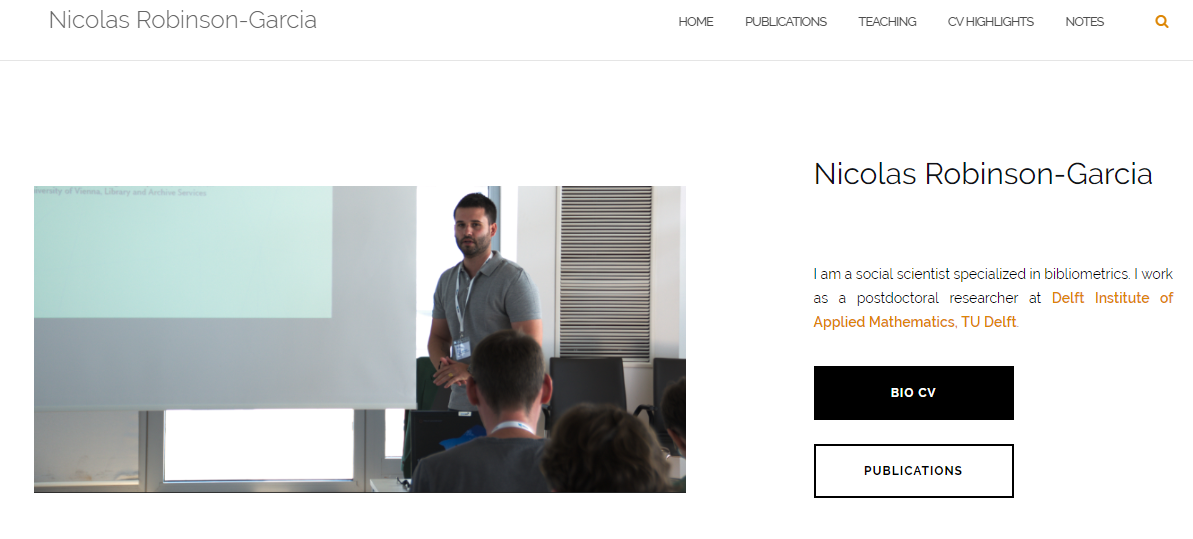 Nicolas Robinson-Garcia
HOME PUBLICATIONS TEACHING CV HIGHLIGHTS NOTES
University of Vienna, Library and Archive Services
Nicolas Robinson-Garcia
I am a social scientist specialized in bibliometrics. I work
as a postdoctoral researcher at Delft Institute of
Applied Mathematics, TU Delft.
BIO CV
PUBLICATIONS